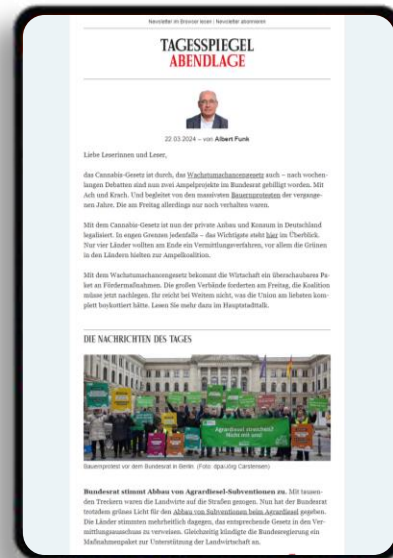 Newsletter im Browser lesen | Newsletter abonnieren
TAGESSPIEGEL
ABENDLAGE
22.03.2024 – von Albert Funk
Liebe Leserinnen und Leser,
das Cannabis-Gesetz ist durch, das Wachstumschancengesetz auch – nach wochen-
langen Debatten sind nun zwei Ampelprojekte im Bundesrat gebilligt worden. Mit
Ach und Krach. Und begleitet von den massiven Bauernprotesten der vergange-
nen Jahre. Die am Freitag allerdings nur noch verhalten waren.
Mit dem Cannabis-Gesetz ist nun der private Anbau und Konsum in Deutschland
legalisiert. In engen Grenzen jedenfalls – das Wichtigste steht hier im Überblick.
Nur vier Länder wollten am Ende ein Vermittlungsverfahren, vor allem die Grünen
in den Ländern hielten zur Ampelkoalition.
Mit dem Wachstumschancengesetz bekommt die Wirtschaft ein überschaubares Pa-
ket an Fördermaßnahmen. Die großen Verbände forderten am Freitag, die Koalition
müsse jetzt nachlegen. Ihr reicht bei Weitem nicht, was die Union am liebsten kom-
plett boykottiert hätte. Lesen Sie mehr dazu im Hauptstadttalk.
DIE NACHRICHTEN DES TAGES
Agrardiesel streichen?
Nicht mit uns!
Bauernprotest vor dem Bundesrat in Berlin. (Foto: dpa/Jörg Carstensen)
Bundesrat stimmt Abbau von Agrardiesel-Subventionen zu. Mit tausen-
den Treckern waren die Landwirte auf die Straßen gezogen. Nun hat der Bundesrat
trotzdem grünes Licht für den Abbau von Subventionen beim Agrardiesel gegeben.
Die Länder stimmten mehrheitlich dagegen, das entsprechende Gesetz in den Ver-
mittlungsausschuss zu verweisen. Gleichzeitig kündigte die Bundesregierung ein
Maßnahmenpaket zur Unterstützung der Landwirtschaft an.